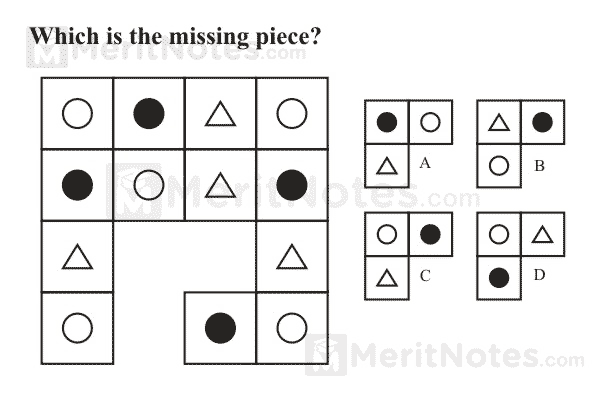 Which is the missing piece?
MeritNotes.com
MeritNotes.com
A
B
C
D
MeritNotes.com